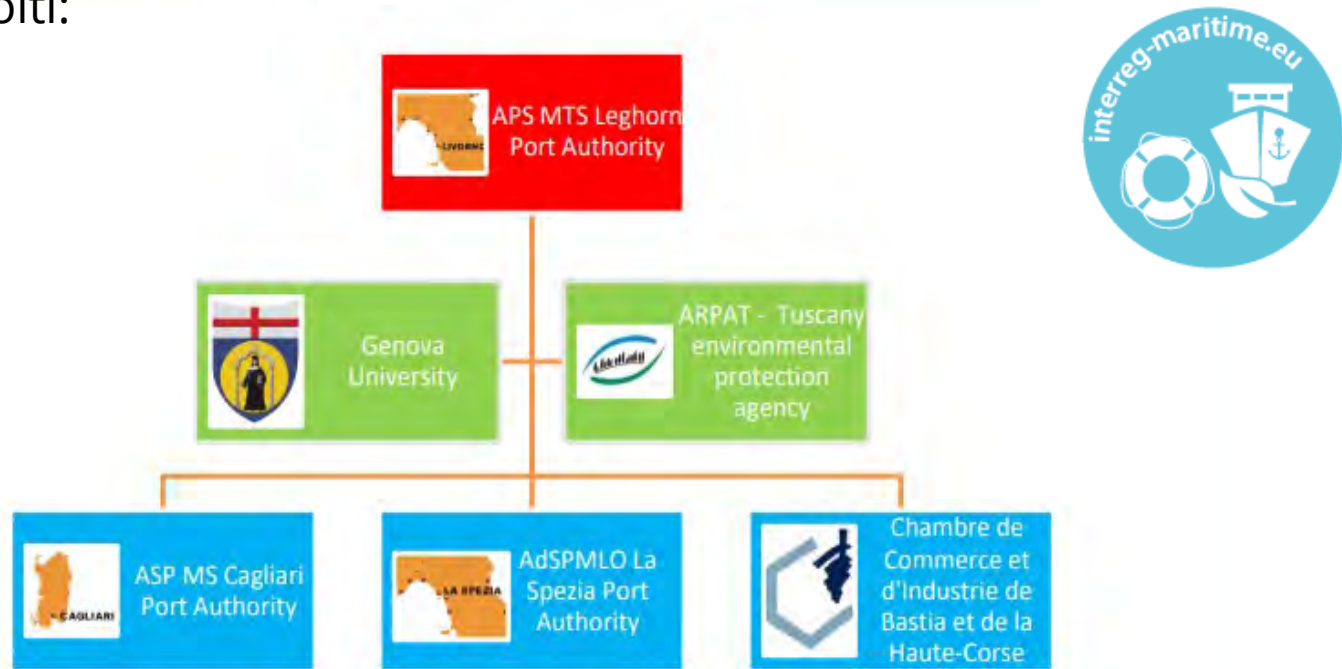 interreg-maritime.eu
APS MTS Leghorn
Port Authority
LIVORNO
Genova
University
ARPAT - Tuscany
environmental
protection
agency
ASP MS Cagliari
Port Authority
CAGLIARI
AdSPMLO La
Spezia Port
Authority
LA SPEZIA
Chambre de
Commerce et
d'Industrie de
Bastia et de la
Haute-Corse